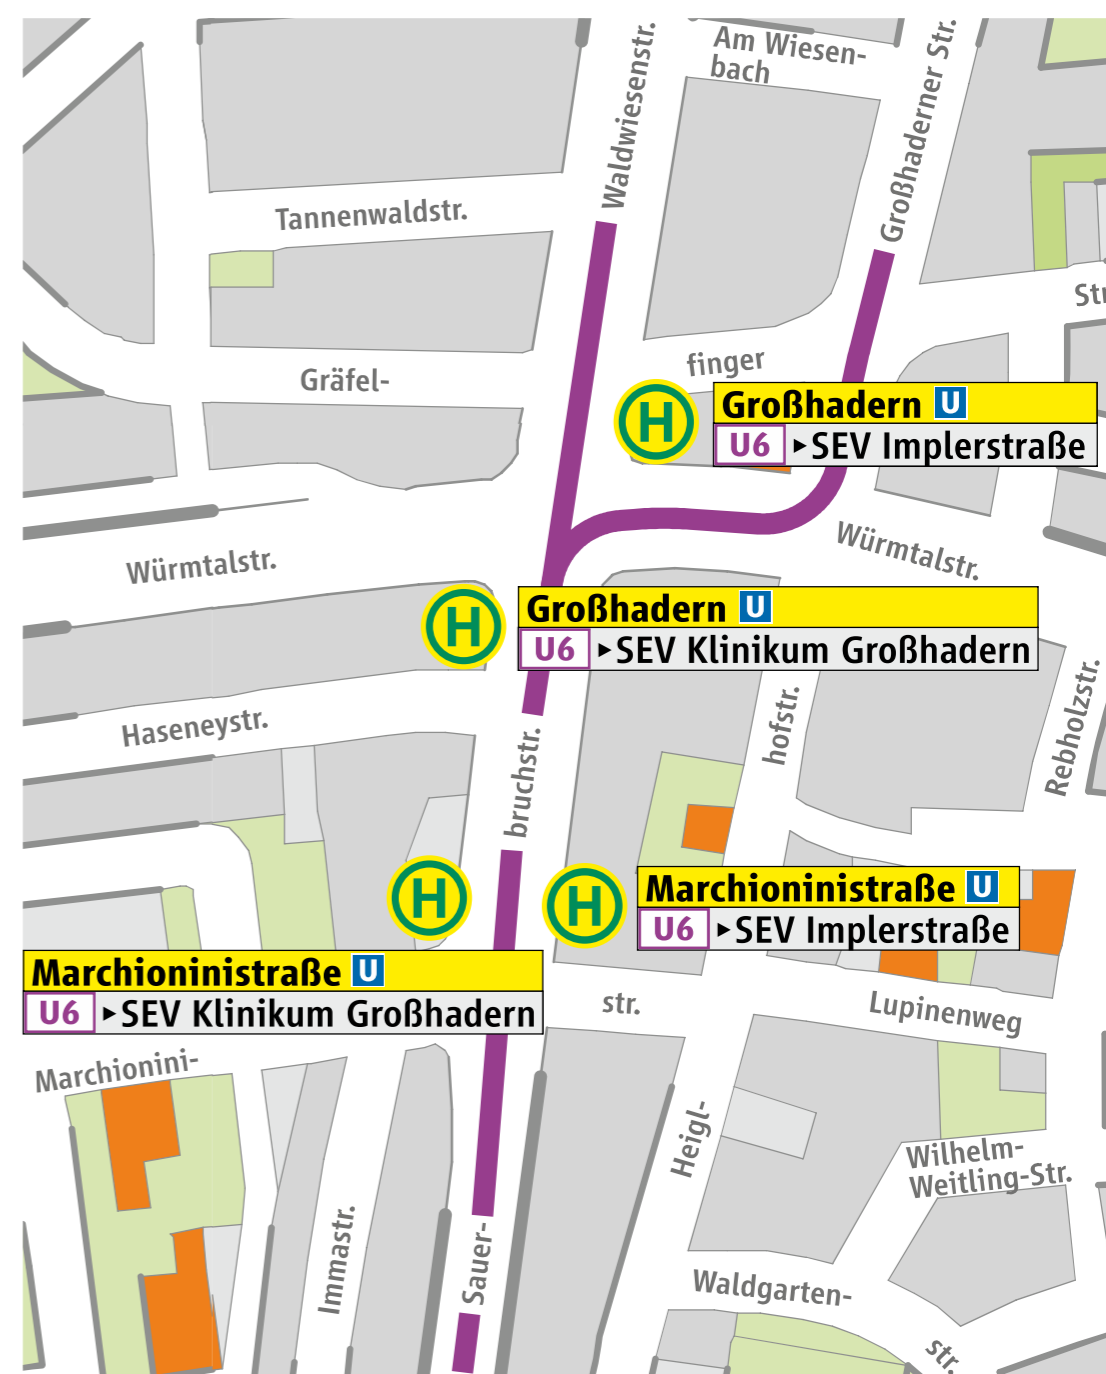 Waldwiesenstr.
Am Wiesen-
bach
Großhaderner Str.
Tannenwaldstr.
Gräfel-
finger
H
Großhadern U
U6 ▸SEV Implerstraße
Würmtalstr.
Würmtalstr.
H
Großhadern U
U6 ▸SEV Klinikum Großhadern
Haseneystr.
bruchstr.
hofstr.
Rebholzstr.
H
H
Marchioninistraße U
U6 ▸SEV Implerstraße
Marchioninistraße U
U6 ▸SEV Klinikum Großhadern
str.
Lupinenweg
Marchionini-
Heigl-
Wilhelm-
Weitling-Str.
Immastr.
Sauer-
Waldgarten-
str.